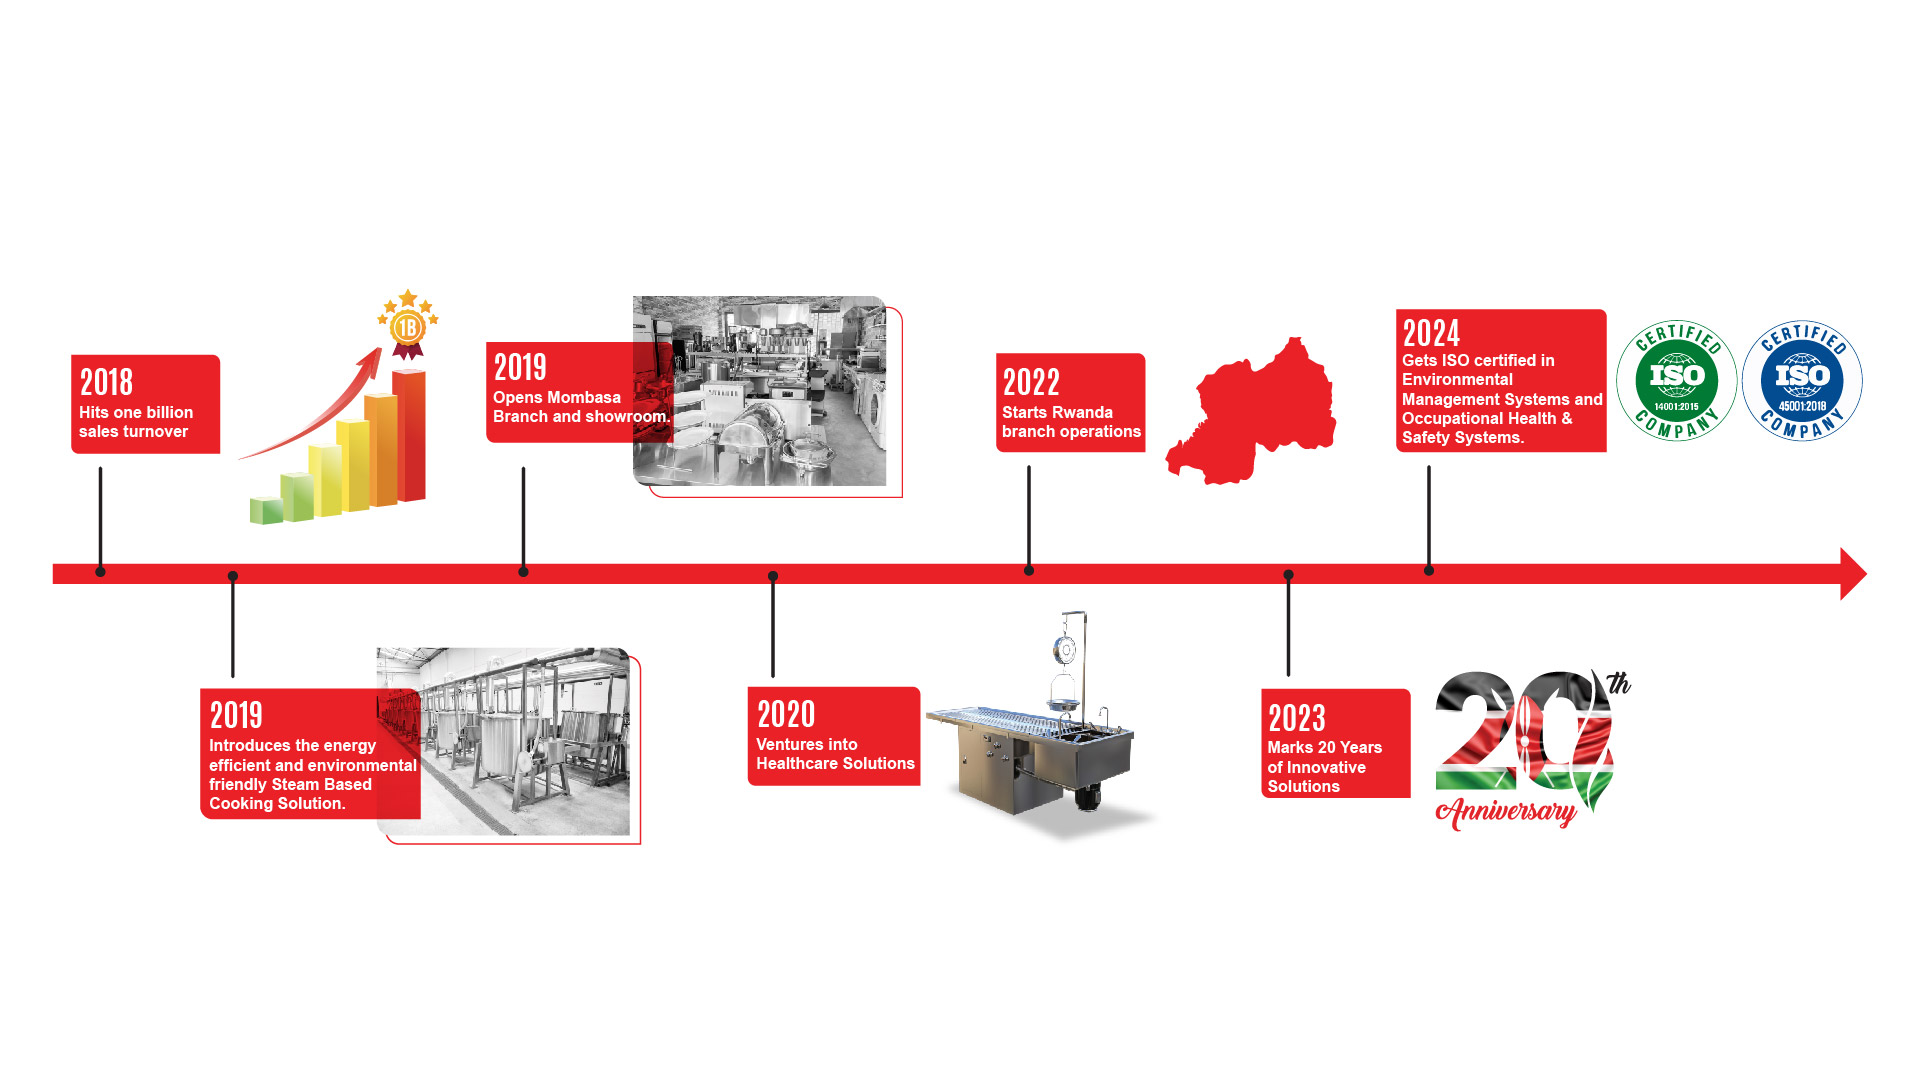 2018
Hits one billion
sales turnover
1B
2019
Introduces the energy
efficient and environmental
friendly Steam Based
Cooking Solution.
2019
Opens Mombasa
Branch and showroom.
2020
Ventures into
Healthcare Solutions
2022
Starts Rwanda
branch operations
2023
Marks 20 Years
of Innovative
Solutions
20th
Anniversary
2024
Gets ISO certified in
Environmental
Management Systems and
Occupational Health &
Safety Systems.
CERTIFIED
ISO
14001:2015
COMPANY
CERTIFIED
ISO
45001:2018
COMPANY